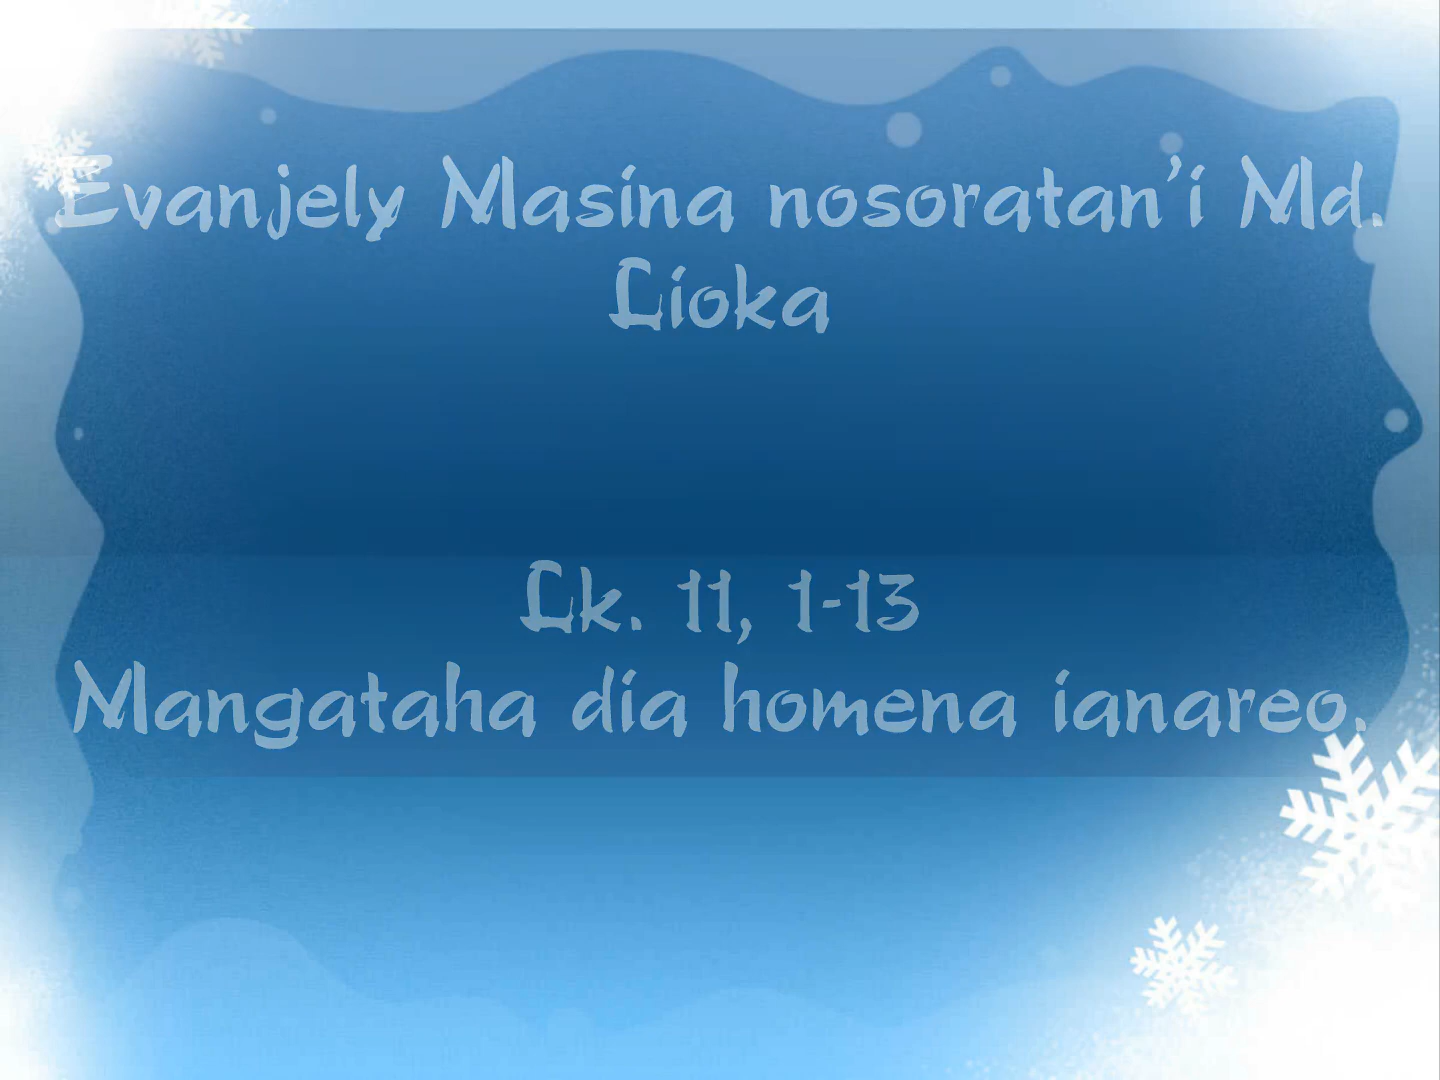 Evanjely Masina nosoratan’i Md.
Lioka
Lk. 11, 1-13
Mangataha dia homena ianareo.